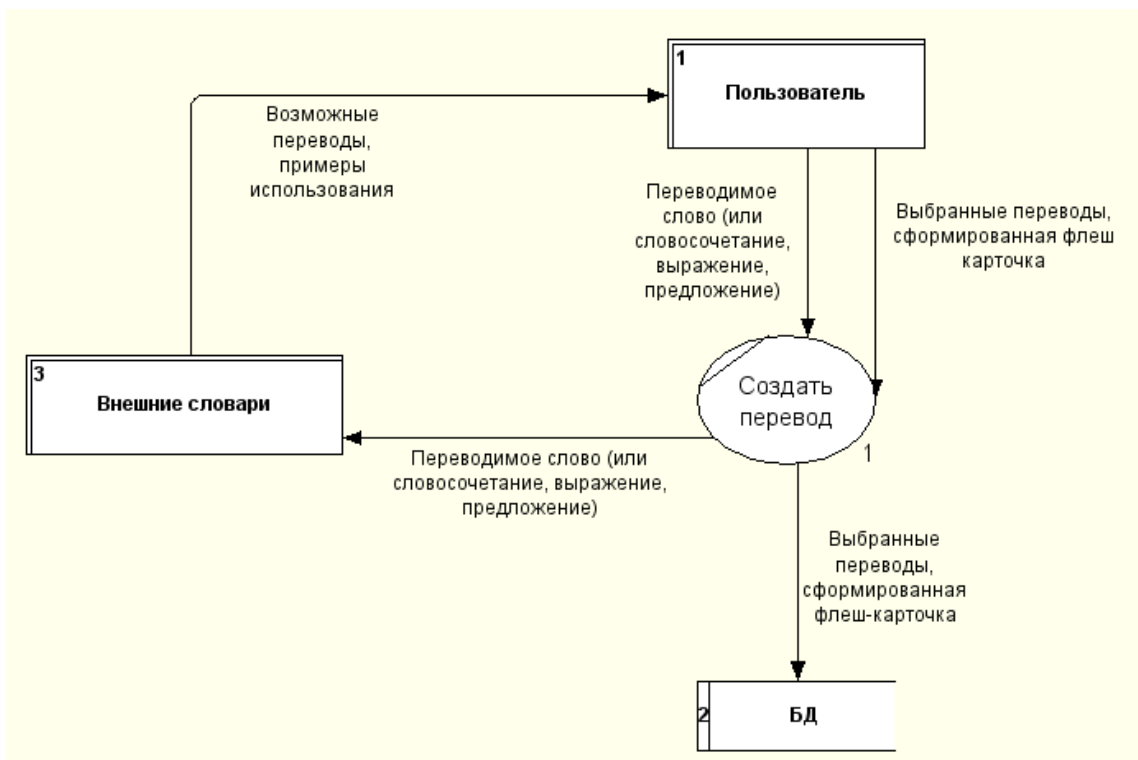 1
Пользователь
Возможные
переводы,
примеры
использования
Переводимое
слово (или
словосочетание,
выражение,
предложение)
Выбранные переводы,
сформированная флеш
карточка
3
Внешние словари
Создать
перевод
1
Переводимое слово (или
словосочетание, выражение,
предложение)
Выбранные
переводы,
сформированная
флеш-карточка
2
БД